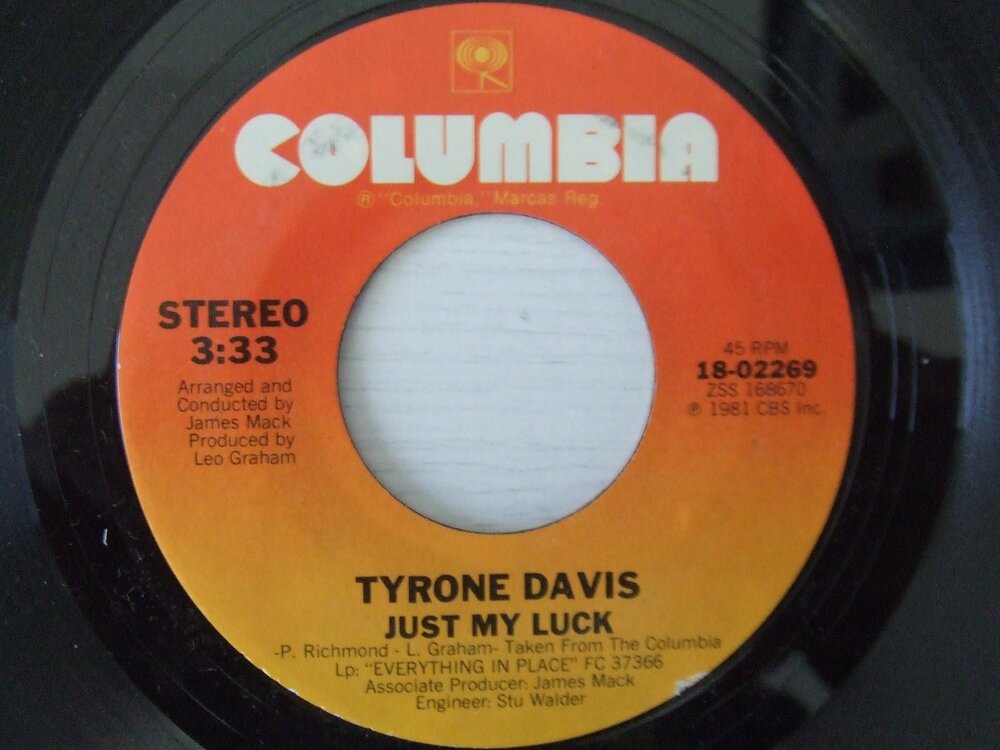 COLUMBIA
® "Columbia," Marcas Reg.
STEREO
3:33
Arranged and
Conducted by
James Mack
Produced by
Leo Graham
45 RPM
18-02269
ZSS 168670
℗ 1981 CBS Inc.
TYRONE DAVIS
JUST MY LUCK
-P. Richmond - L. Graham- Taken From The Columbia
Lp: "EVERYTHING IN PLACE" FC 37366
Associate Producer: James Mack
Engineer: Stu Walder